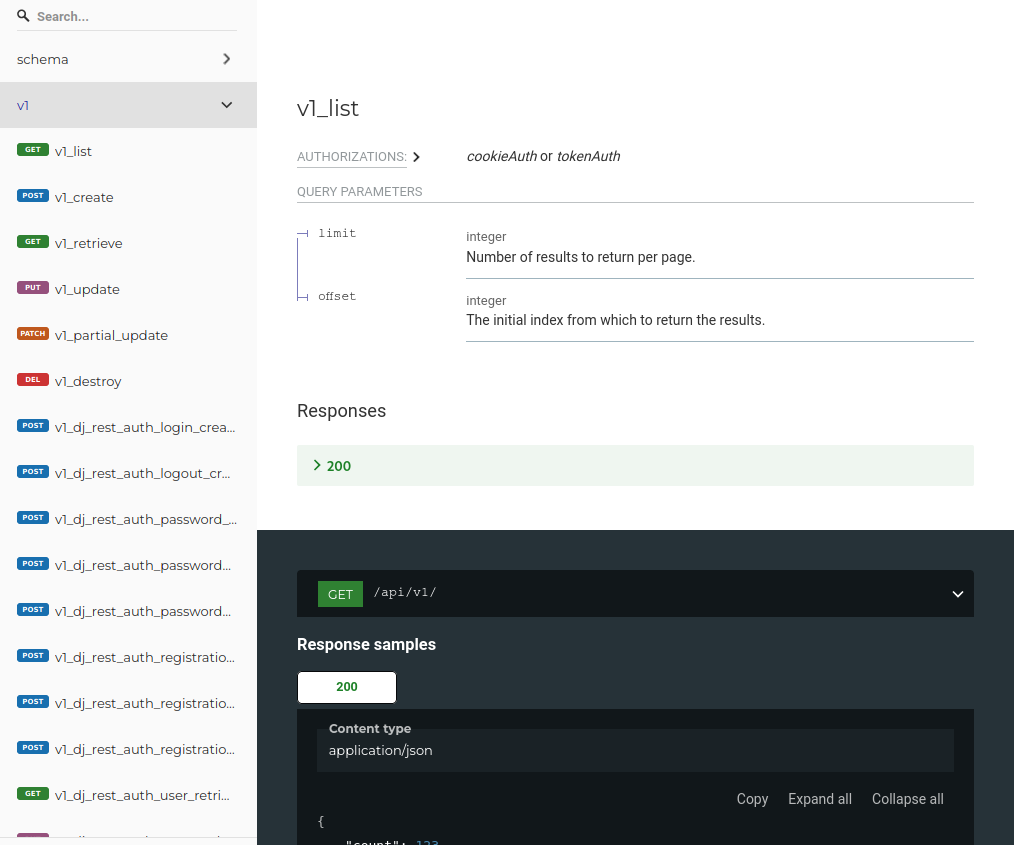 Search...
schema
v1
GET v1_list
POST v1_create
GET v1_retrieve
PUT v1_update
PATCH v1_partial_update
DEL v1_destroy
POST v1_dj_rest_auth_login_crea...
POST v1_dj_rest_auth_logout_cr...
POST v1_dj_rest_auth_password_...
POST v1_dj_rest_auth_password...
POST v1_dj_rest_auth_password...
POST v1_dj_rest_auth_registratio...
POST v1_dj_rest_auth_registratio...
POST v1_dj_rest_auth_registratio...
GET v1_dj_rest_auth_user_retri...
v1_list
AUTHORIZATIONS: cookieAuth or tokenAuth
QUERY PARAMETERS
limit
integer
Number of results to return per page.
offset
integer
The initial index from which to return the results.
Responses
200
GET /api/v1/
Response samples
200
Content type
application/json
Copy Expand all Collapse all
{
"count": 123